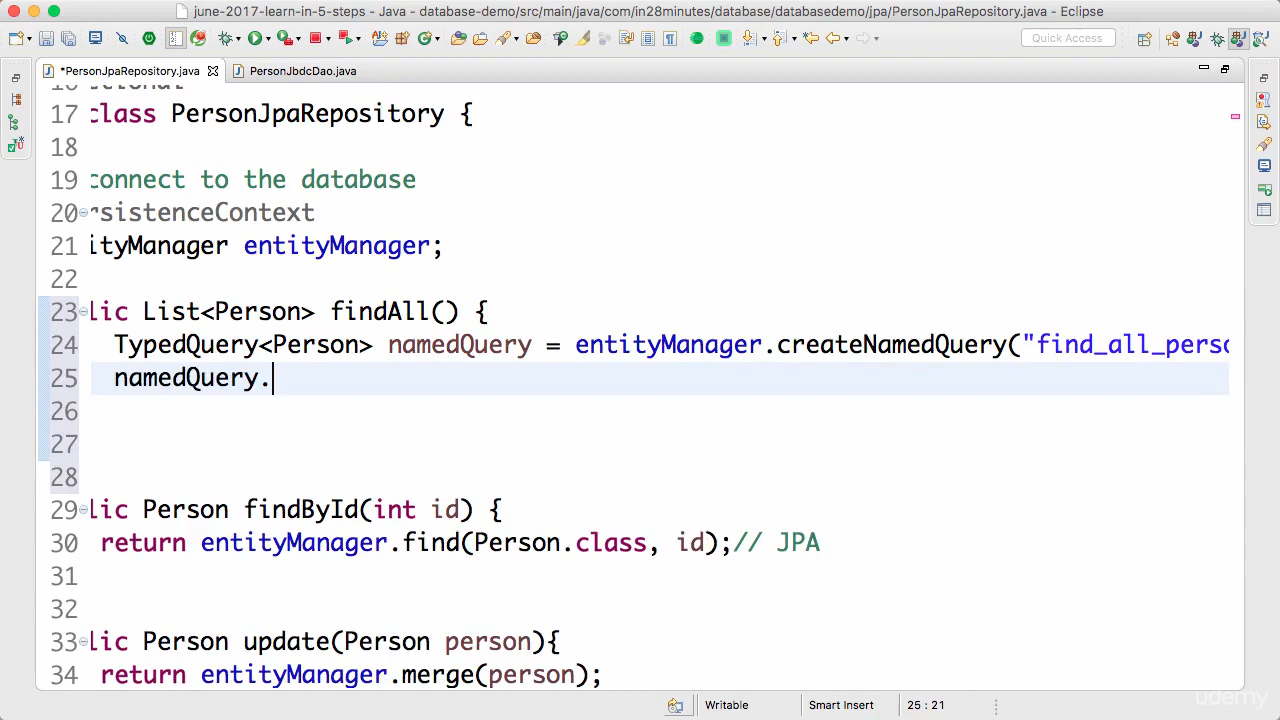 june-2017-learn-in-5-steps - Java - database-demo/src/main/java/com/in28minutes/database/databasedemo/jpa/PersonJpaRepository.java - Eclipse
Quick Access
*PersonJpaRepository.java
PersonJbdcDao.java
17 class PersonJpaRepository {
18
19 connect to the database
20 rsistenceContext
21 ityManager entityManager;
22
23 lic List<Person> findAll() {
24 TypedQuery<Person> namedQuery = entityManager.createNamedQuery("find_all_perso
25 namedQuery.
26
27
28
29 lic Person findById(int id) {
30 return entityManager.find(Person.class, id);// JPA
31
32
33 lic Person update(Person person){
34 return entityManager.merge(person);
Writable
Smart Insert
25 : 21
udemy